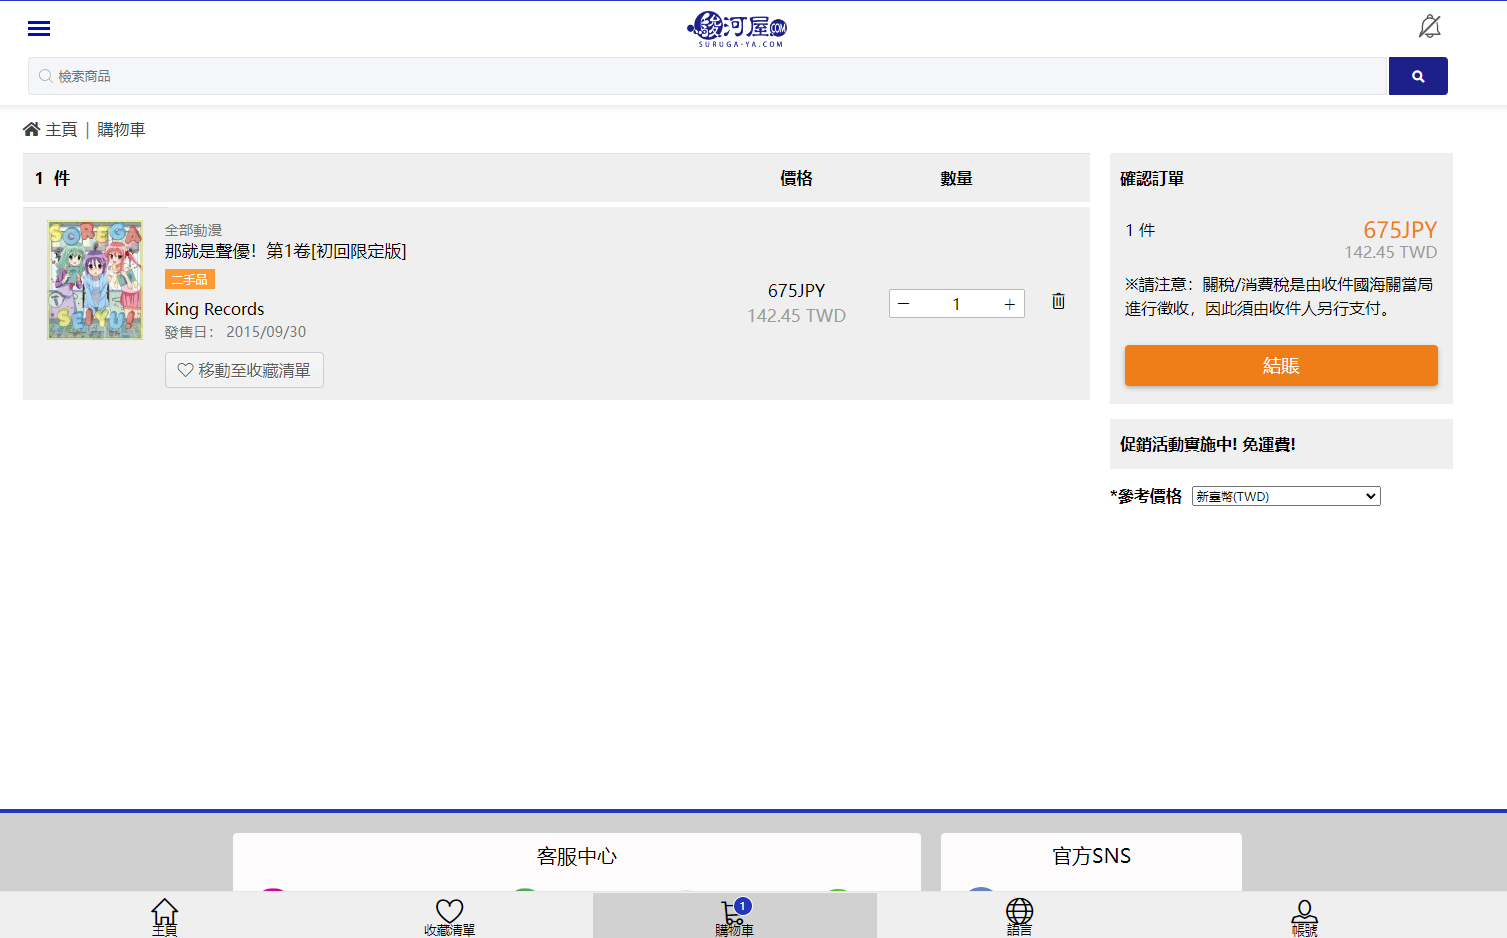 駿河屋.COM
SURUGA-YA.COM
檢索商品
主頁 | 購物車
1 件 價格 數量
全部動漫
那就是聲優！第1卷[初回限定版]
二手品
King Records
發售日： 2015/09/30
移動至收藏清單
675JPY
142.45 TWD
1
SOREGA
SEIYU!
確認訂單
1 件 675JPY
142.45 TWD
※請注意：關稅/消費稅是由收件國海關當局
進行徵收，因此須由收件人另行支付。
結賬
促銷活動實施中! 免運費!
*參考價格 新臺幣(TWD)
客服中心
官方SNS
主頁
收藏清單
1
購物車
語言
帳號